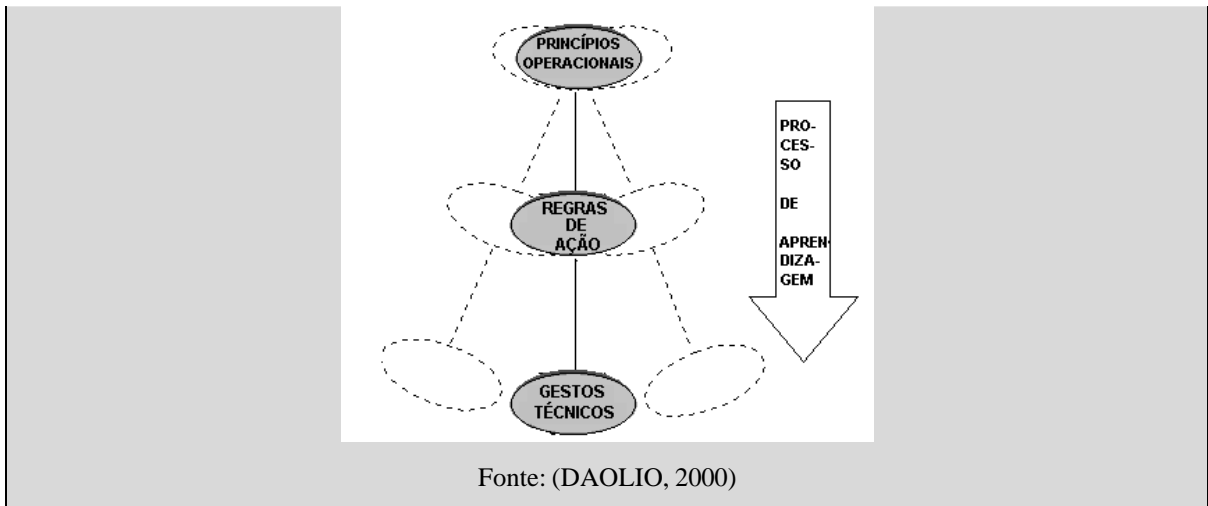 PRINCÍPIOS
OPERACIONAIS
REGRAS
DE
AÇÃO
GESTOS
TÉCNICOS
PRO-
CES-
SO
DE
APREN-
DIZA-
GEM
Fonte: (DAOLIO, 2000)